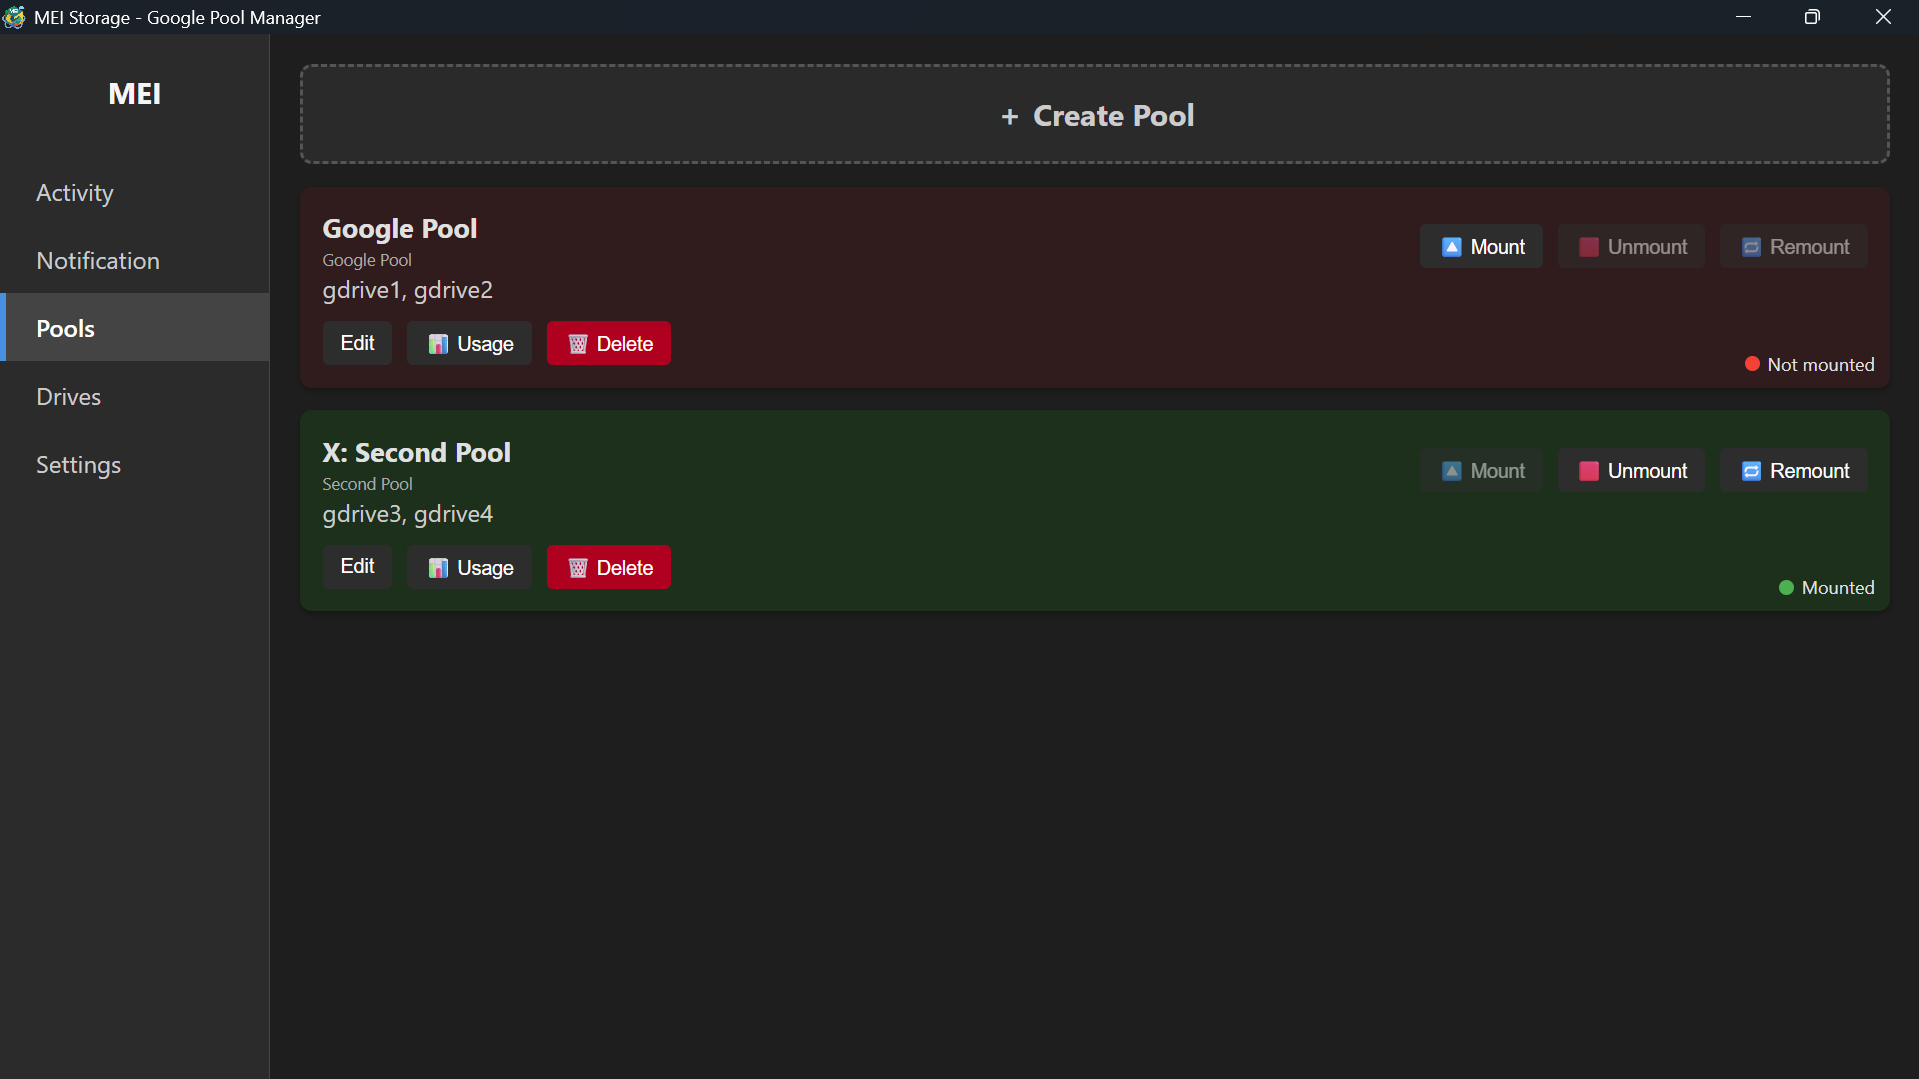 MEI Storage - Google Pool Manager
MEI
Activity
Notification
Pools
Drives
Settings
+ Create Pool
Google Pool
Google Pool
gdrive1, gdrive2
Edit Usage Delete
Mount Unmount Remount
Not mounted
X: Second Pool
Second Pool
gdrive3, gdrive4
Edit Usage Delete
Mount Unmount Remount
Mounted